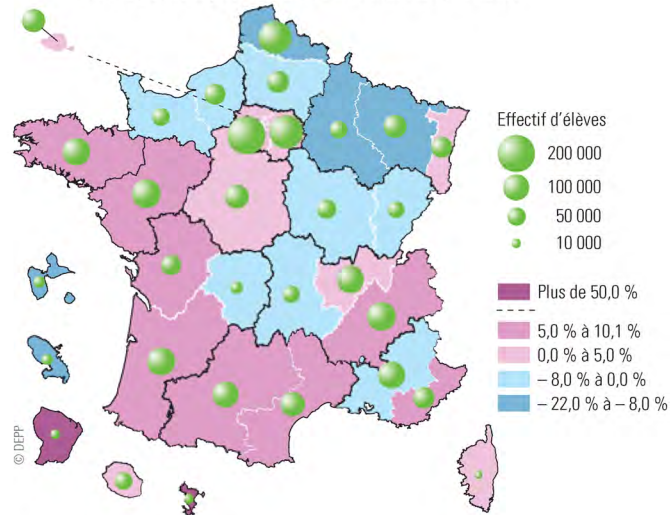 Effectif d'élèves
200 000
100 000
50 000
10 000
Plus de 50,0 %
5,0 % à 10,1 %
0,0 % à 5,0 %
– 8,0 % à 0,0 %
– 22,0 % à – 8,0 %
© DEPP